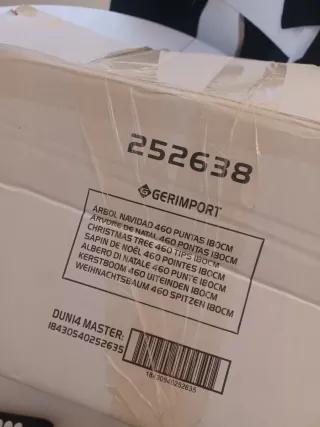 252638
GERIMPORT
ARBOL NAVIDAD 460 PUNTAS 180CM
ÁRVORE DE NATAL 460 PONTAS 180CM
CHRISTMAS TREE 460 TIPS 180CM
SAPIN DE NOËL 460 POINTES 180CM
ALBERO DI NATALE 460 PUNTE 180CM
KERSTBOOM 460 UITEINDEN 180CM
WEIHNACHTSBAUM 460 SPITZEN 180CM
DUN14 MASTER:
18430540252635
18430540252635